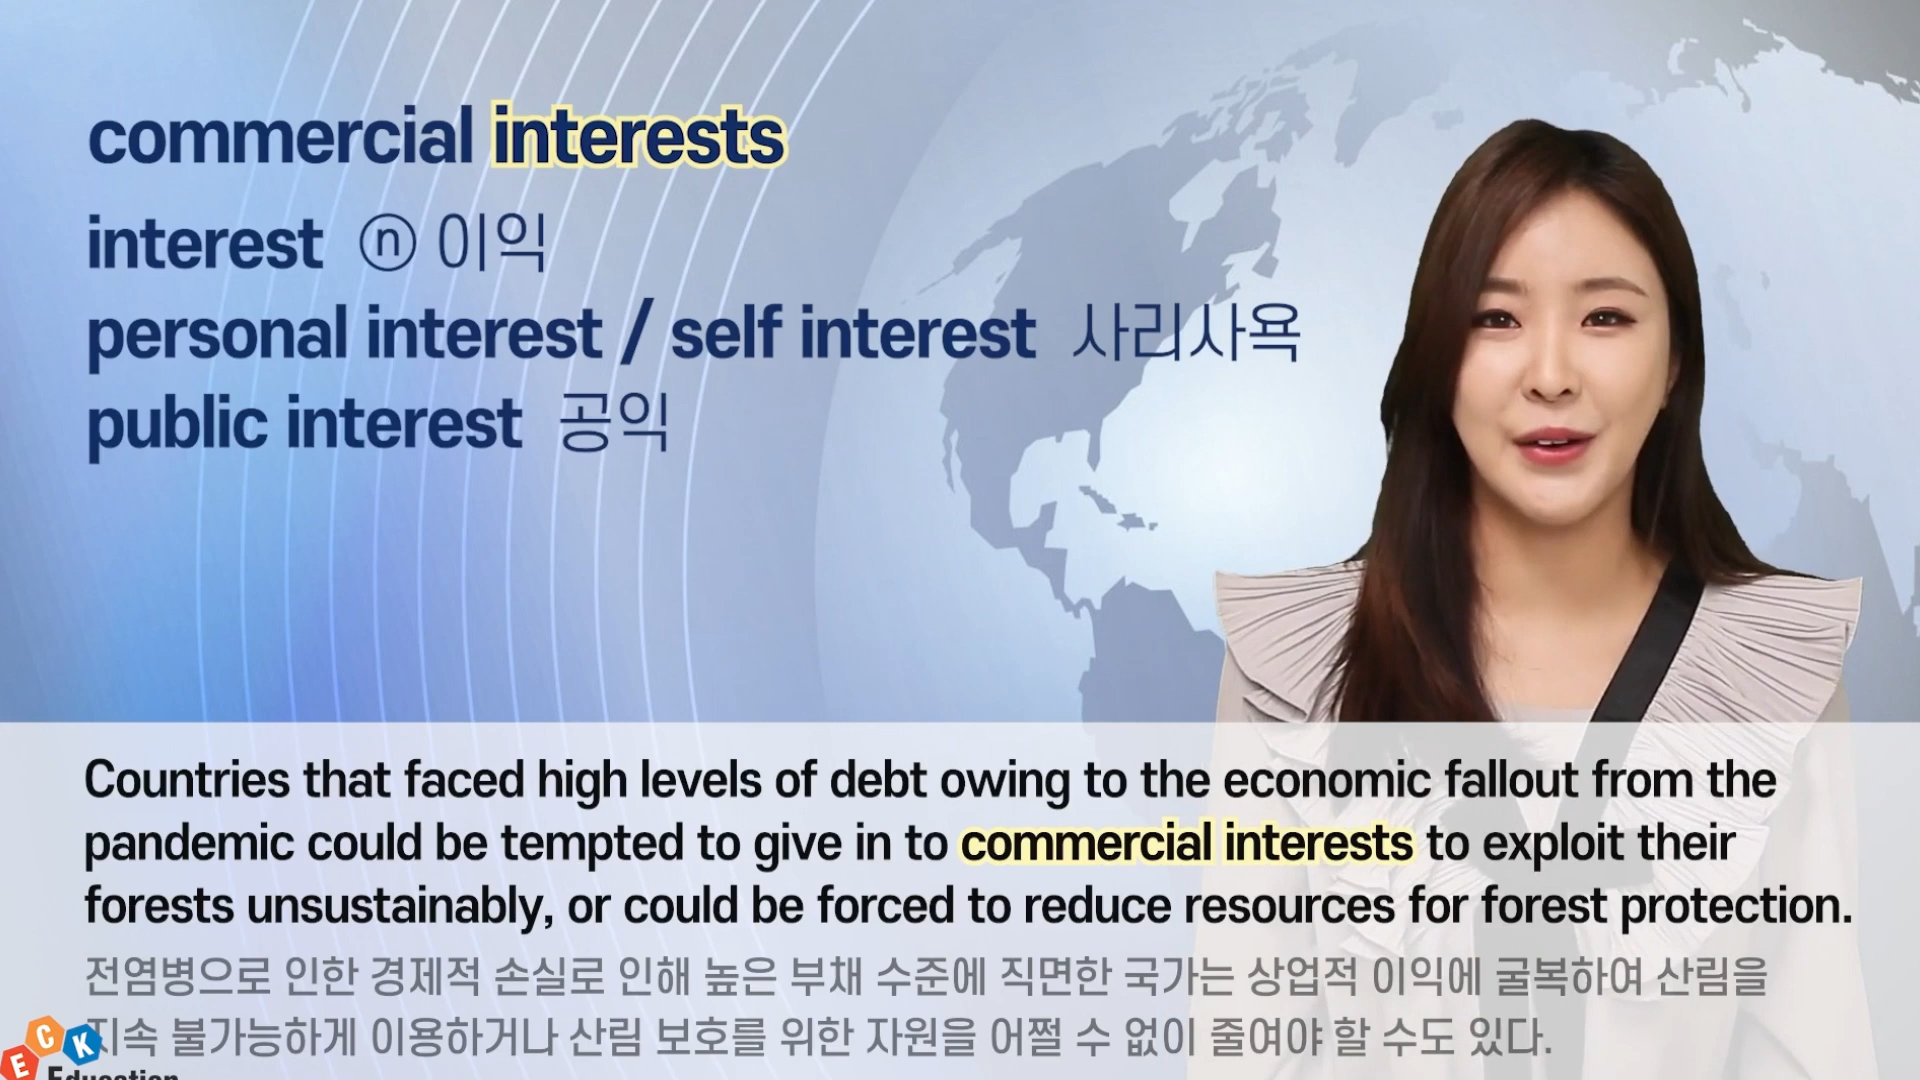 commercial interests
interest ⓝ 이익
personal interest / self interest 사리사욕
public interest 공익
Countries that faced high levels of debt owing to the economic fallout from the
pandemic could be tempted to give in to commercial interests to exploit their
forests unsustainably, or could be forced to reduce resources for forest protection.
전염병으로 인한 경제적 손실로 인해 높은 부채 수준에 직면한 국가는 상업적 이익에 굴복하여 산림을
지속 불가능하게 이용하거나 산림 보호를 위한 자원을 어쩔 수 없이 줄여야 할 수도 있다.
ECK
Education